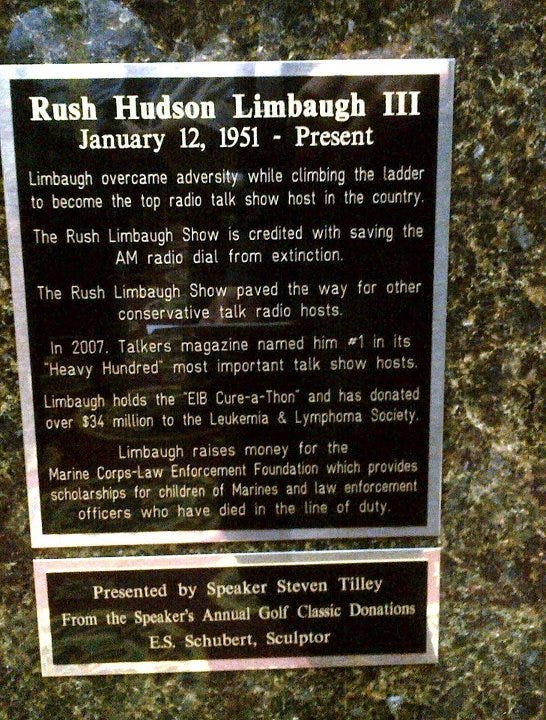 Rush Hudson Limbaugh III
January 12, 1951 - Present
Limbaugh overcame adversity while climbing the ladder
to become the top radio talk show host in the country.
The Rush Limbaugh Show is credited with saving the
AM radio dial from extinction.
The Rush Limbaugh Show paved the way for other
conservative talk radio hosts.
In 2007, Talkers magazine named him #1 in its
"Heavy Hundred" most important talk show hosts.
Limbaugh holds the "EIB Cure-a-Thon" and has donated
over $34 million to the Leukemia & Lymphoma Society.
Limbaugh raises money for the
Marine Corps-Law Enforcement Foundation which provides
scholarships for children of Marines and law enforcement
officers who have died in the line of duty.
Presented by Speaker Steven Tilley
From the Speaker's Annual Golf Classic Donations
E.S. Schubert, Sculptor